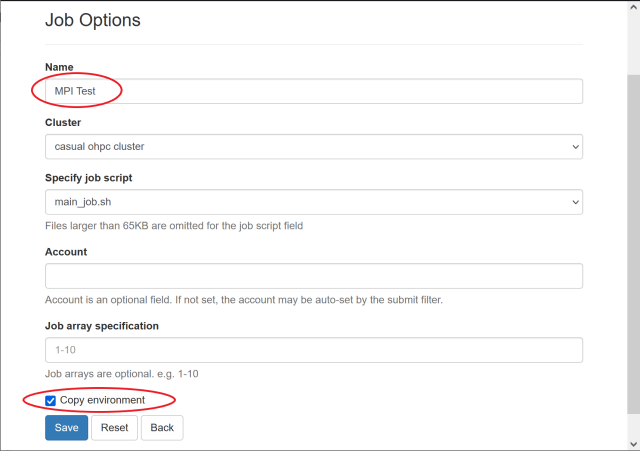 Job Options
Name
MPI Test
Cluster
casual ohpc cluster
Specify job script
main_job.sh
Files larger than 65KB are omitted for the job script field
Account
Account is an optional field. If not set, the account may be auto-set by the submit filter.
Job array specification
1-10
Job arrays are optional. e.g. 1-10
Copy environment
Save Reset Back